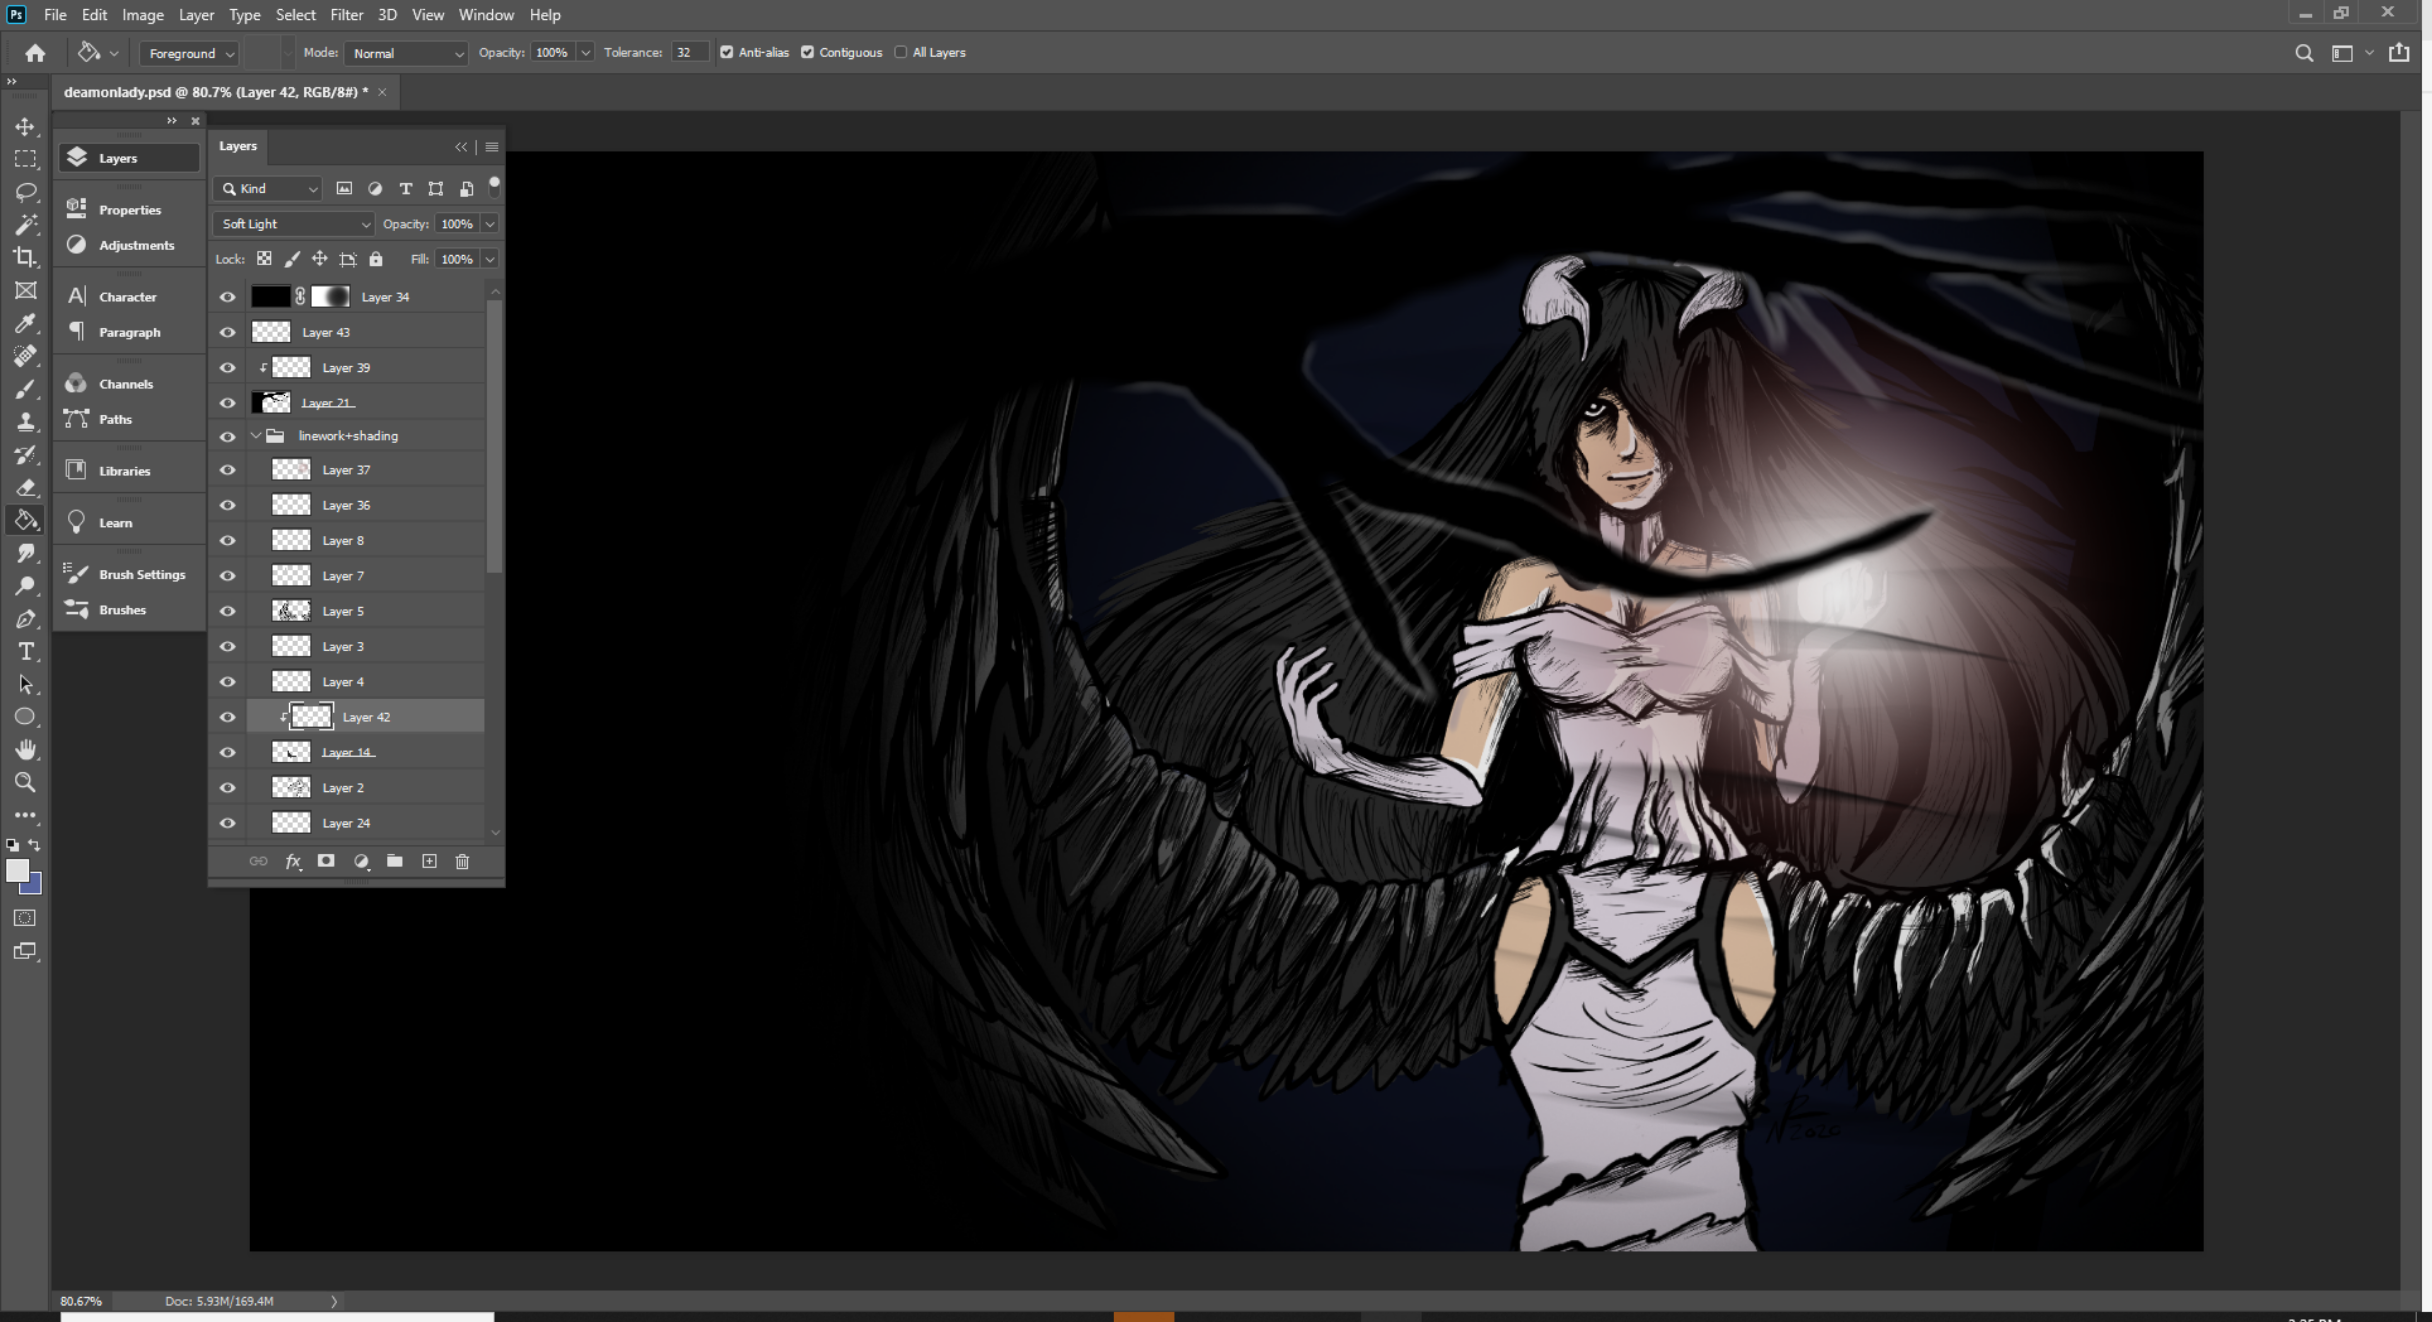 Ps File Edit Image Layer Type Select Filter 3D View Window Help
Foreground Mode: Normal Opacity: 100% Tolerance: 32 Anti-alias Contiguous All Layers
deamonlady.psd @ 80.7% (Layer 42, RGB/8#) * ×
Layers
Properties
Adjustments
Character
Paragraph
Channels
Paths
Libraries
Learn
Brush Settings
Brushes
Layers
Kind
Soft Light Opacity: 100%
Lock: Fill: 100%
Layer 34
Layer 43
Layer 39
Layer 21
linework+shading
Layer 37
Layer 36
Layer 8
Layer 7
Layer 5
Layer 3
Layer 4
Layer 42
Layer 14
Layer 2
Layer 24
fx
2020
80.67% Doc: 5.93M/169.4M